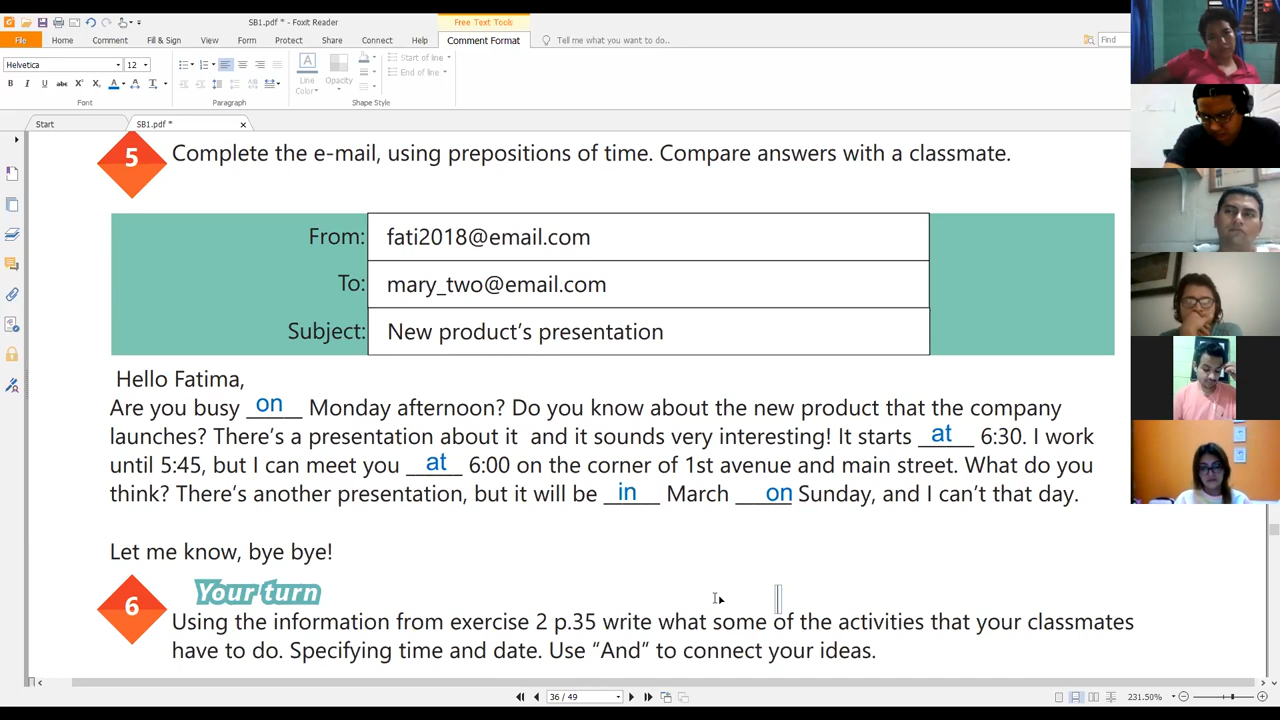 SB1.pdf * - Foxit Reader
Free Text Tools
File Home Comment Fill & Sign View Form Protect Share Connect Help Comment Format Tell me what you want to do.. Find
Helvetica 12
Line Color Opacity Start of line End of line
Font Paragraph Shape Style
Start SB1.pdf *
5 Complete the e-mail, using prepositions of time. Compare answers with a classmate.
From: fati2018@email.com
To: mary_two@email.com
Subject: New product's presentation
Hello Fatima,
Are you busy on Monday afternoon? Do you know about the new product that the company
launches? There's a presentation about it and it sounds very interesting! It starts at 6:30. I work
until 5:45, but I can meet you at 6:00 on the corner of 1st avenue and main street. What do you
think? There's another presentation, but it will be in March on Sunday, and I can't that day.
Let me know, bye bye!
Your turn
6 Using the information from exercise 2 p.35 write what some of the activities that your classmates
have to do. Specifying time and date. Use "And" to connect your ideas.
36 / 49 231.50%